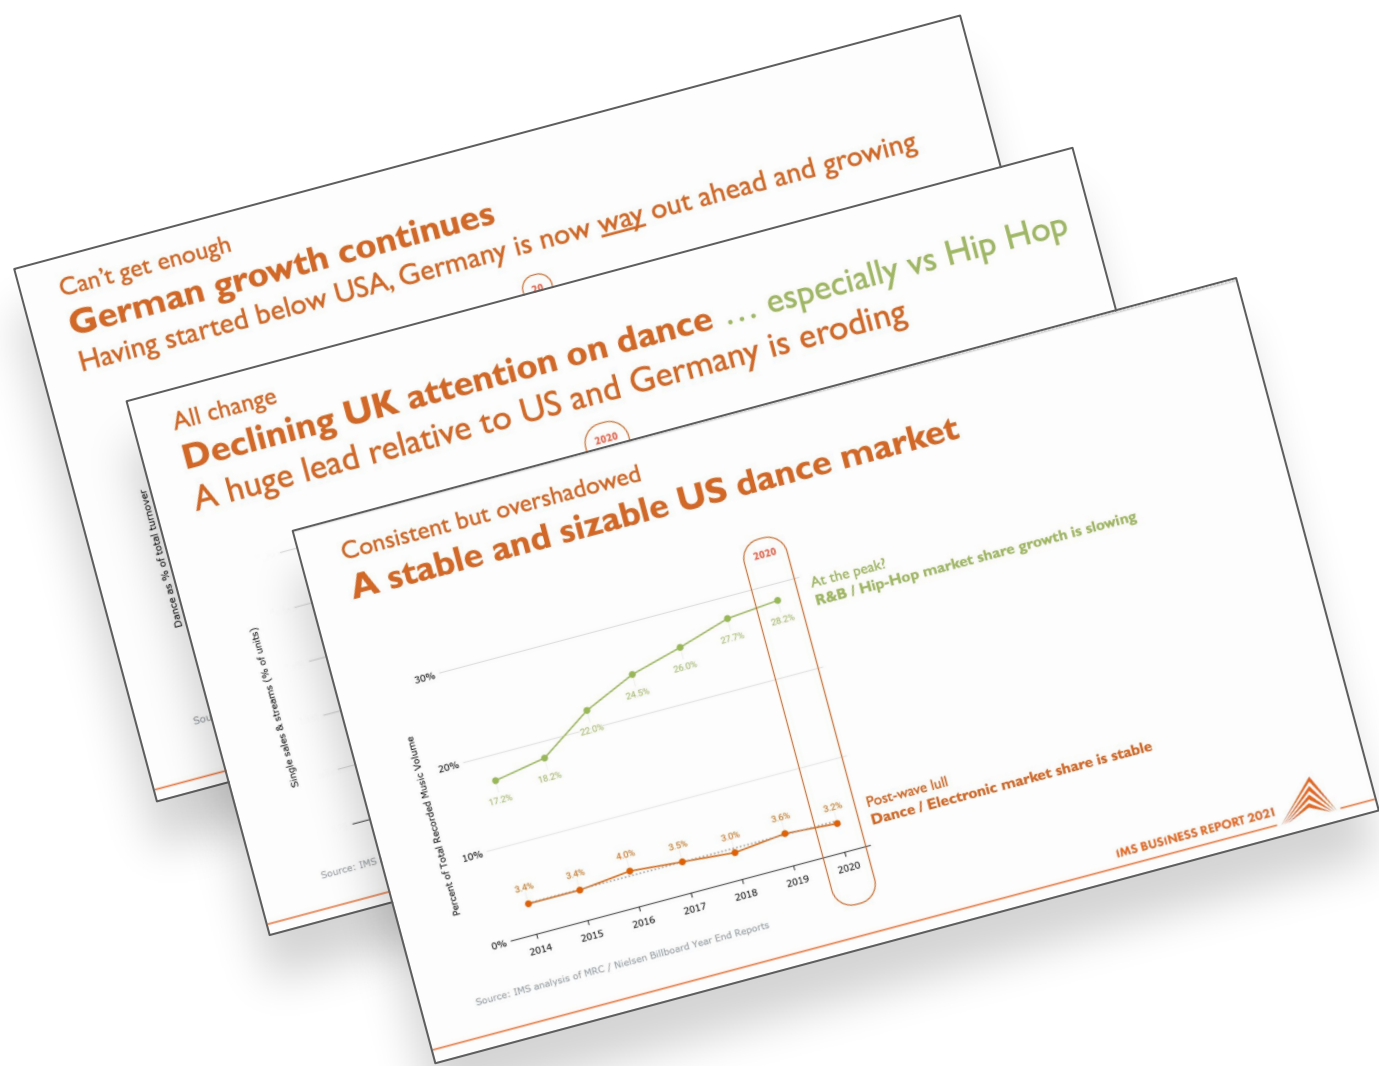 Can't get enough
German growth continues
Having started below USA, Germany is now way out ahead and growing
20
Dance as % of total turnover
Sou
All change
Declining UK attention on dance ... especially vs Hip Hop
A huge lead relative to US and Germany is eroding
2020
Single sales & streams (% of units)
Source: IMS
Consistent but overshadowed
A stable and sizable US dance market
2020
At the peak?
R&B / Hip-Hop market share growth is slowing
Percent of Total Recorded Music Volume
30%
20%
10%
0%
17.2%
18.2%
22.0%
24.5%
26.0%
27.7%
28.2%
3.4%
3.4%
4.0%
3.5%
3.0%
3.6%
3.2%
Post-wave lull
Dance / Electronic market share is stable
2014
2015
2016
2017
2018
2019
2020
Source: IMS analysis of MRC / Nielsen Billboard Year End Reports
IMS BUSINESS REPORT 2021